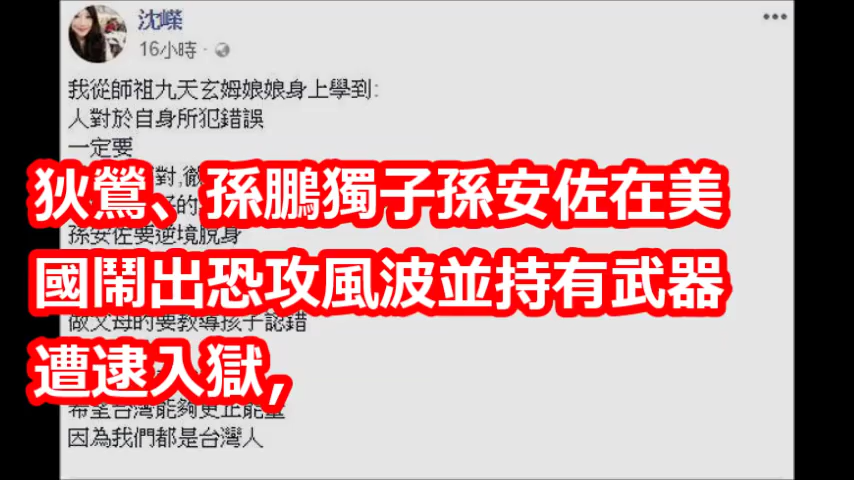 沈嶸
16小時
我從師祖九天玄姆娘娘身上學到:
人對於自身所犯錯誤
一定要
狄鶯、孫鵬獨子孫安佐在美
孫安佐要逆境脫身
國鬧出恐攻風波並持有武器
做父母的要教導孩子認錯
遭逮入獄,
希望台灣能夠更正能量
因為我們都是台灣人